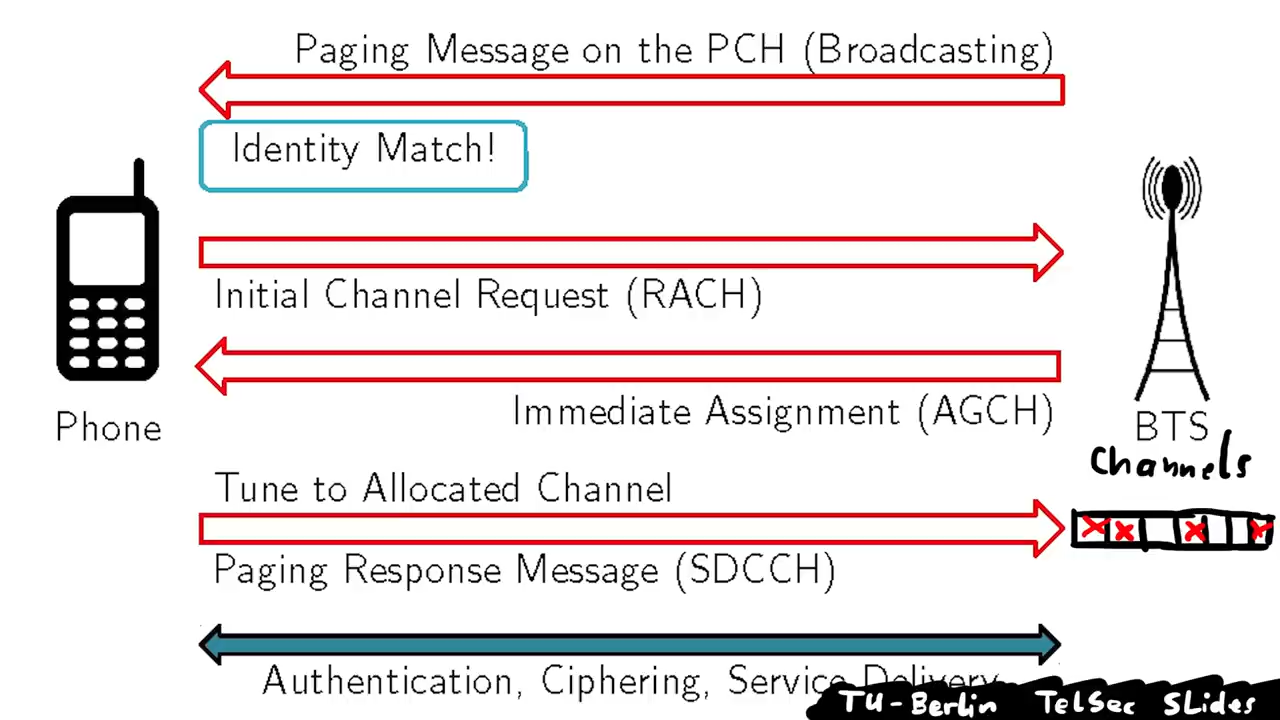 Paging Message on the PCH (Broadcasting)
Identity Match!
Initial Channel Request (RACH)
Immediate Assignment (AGCH)
Phone
BTS
Channels
Tune to Allocated Channel
Paging Response Message (SDCCH)
Authentication, Ciphering, Service Delivery
TU-Berlin TelSec SLides